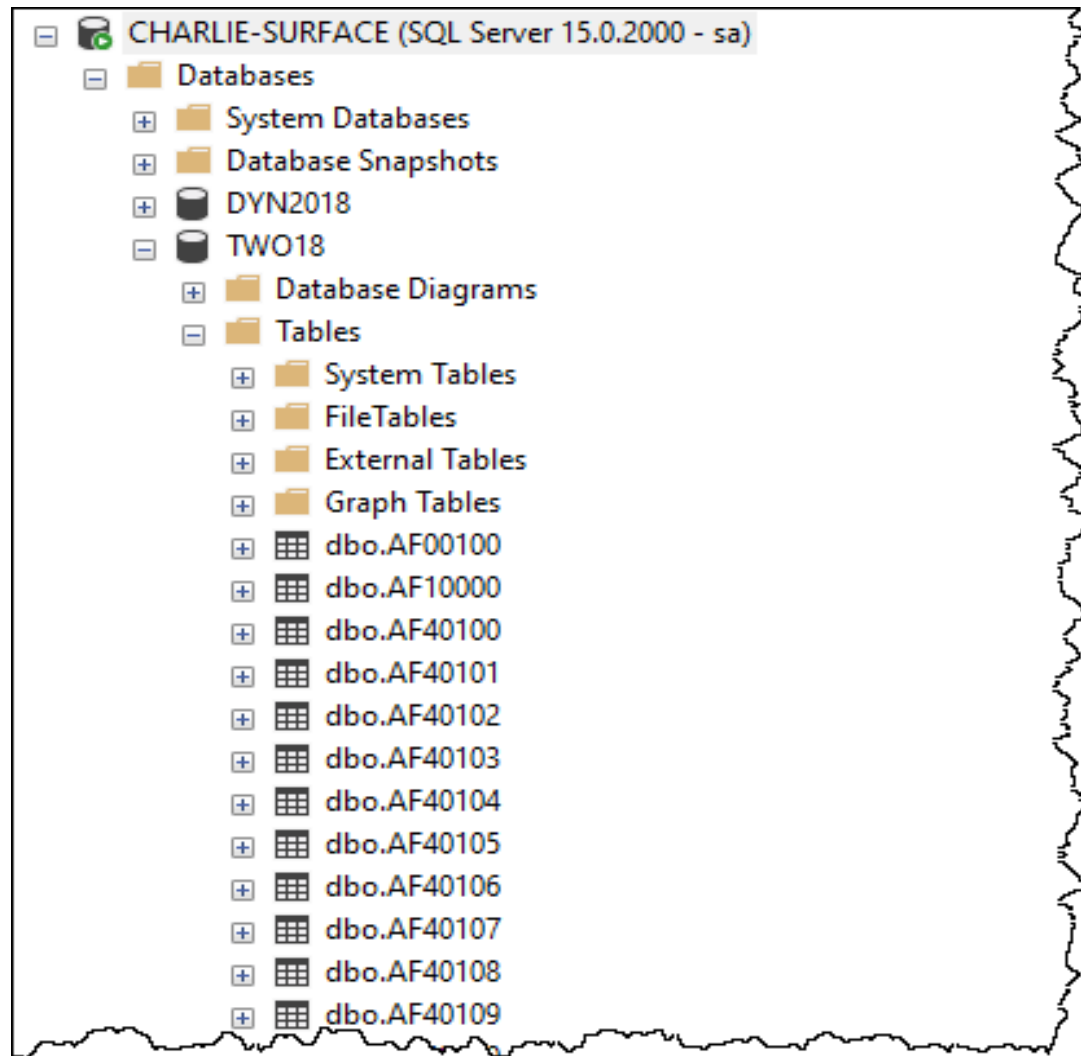 CHARLIE-SURFACE (SQL Server 15.0.2000 - sa)
Databases
System Databases
Database Snapshots
DYN2018
TWO18
Database Diagrams
Tables
System Tables
FileTables
External Tables
Graph Tables
dbo.AF00100
dbo.AF10000
dbo.AF40100
dbo.AF40101
dbo.AF40102
dbo.AF40103
dbo.AF40104
dbo.AF40105
dbo.AF40106
dbo.AF40107
dbo.AF40108
dbo.AF40109